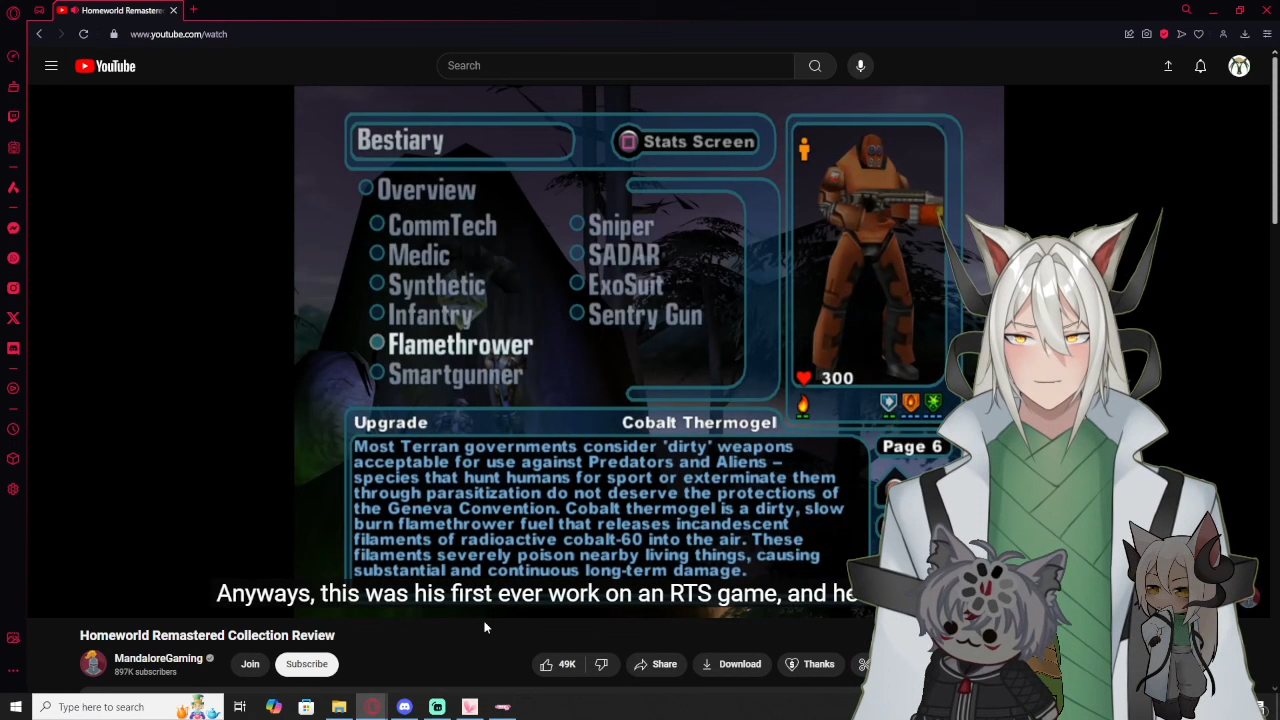 Homeworld Remastere
www.youtube.com/watch
YouTube
Search
Bestiary
Stats Screen
Overview
CommTech
Sniper
Medic
SADAR
Synthetic
ExoSuit
Infantry
Sentry Gun
Flamethrower
Smartgunner
300
Upgrade
Cobalt Thermogel
Page 6
Most Terran governments consider 'dirty' weapons
acceptable for use against Predators and Aliens –
species that hunt humans for sport or exterminate them
through parasitization do not deserve the protections of
the Geneva Convention. Cobalt thermogel is a dirty, slow
burn flamethrower fuel that releases incandescent
filaments of radioactive cobalt-60 into the air. These
filaments severely poison nearby living things, causing
substantial and continuous long-term damage.
Anyways, this was his first ever work on an RTS game, and he
Homeworld Remastered Collection Review
MandaloreGaming
897K subscribers
Join
Subscribe
49K
Share
Download
Thanks
Type here to search